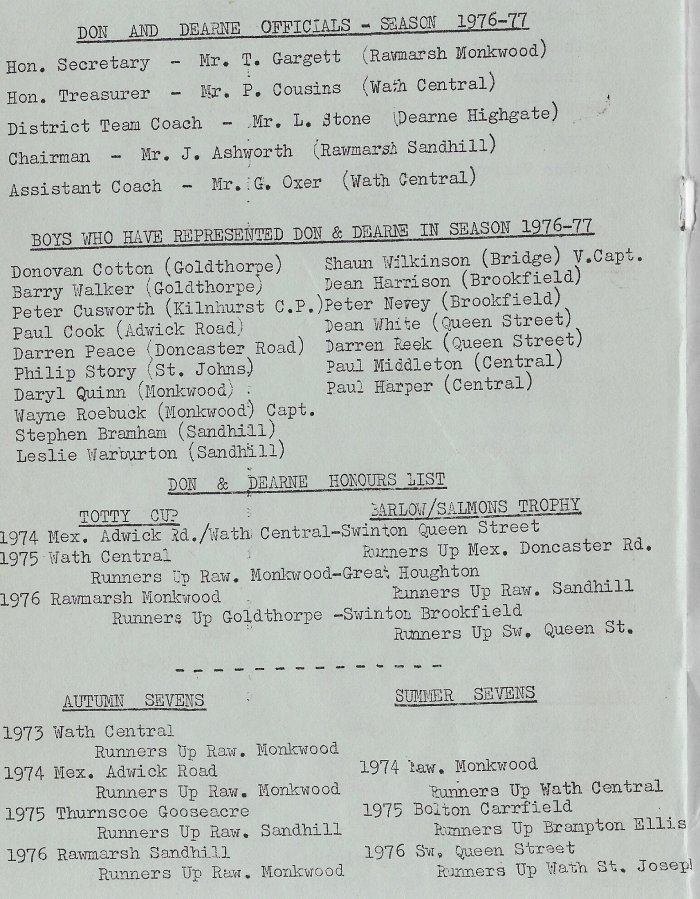 DON AND DEARNE OFFICIALS - SEASON 1976-77
Hon. Secretary - Mr. T. Gargett (Rawmarsh Monkwood)
Hon. Treasurer - Mr. P. Cousins (Wath Central)
District Team Coach - Mr. L. Stone (Dearne Highgate)
Chairman - Mr. J. Ashworth (Rawmarsh Sandhill)
Assistant Coach - Mr. G. Oxer (Wath Central)
BOYS WHO HAVE REPRESENTED DON & DEARNE IN SEASON 1976-77
Donovan Cotton (Goldthorpe) Shaun Wilkinson (Bridge) V.Capt.
Barry Walker (Goldthorpe) Dean Harrison (Brookfield)
Peter Cusworth (Kilnhurst C.P.) Peter Nevey (Brookfield)
Paul Cook (Adwick Road) Dean White (Queen Street)
Darren Peace (Doncaster Road) Darren Reek (Queen Street)
Philip Story (St. Johns) Paul Middleton (Central)
Daryl Quinn (Monkwood) Paul Harper (Central)
Wayne Roebuck (Monkwood) Capt.
Stephen Bramham (Sandhill)
Leslie Warburton (Sandhill)
DON & DEARNE HONOURS LIST
TOTTY CUP BARLOW/SALMONS TROPHY
1974 Mex. Adwick Rd./Wath Central-Swinton Queen Street
1975 Wath Central Runners Up Mex. Doncaster Rd.
Runners Up Raw. Monkwood-Great Houghton
1976 Rawmarsh Monkwood Runners Up Raw. Sandhill
Runners Up Goldthorpe -Swinton Brookfield
Runners Up Sw. Queen St.
- - - - - - - - - - - - - -
AUTUMN SEVENS SUMMER SEVENS
1973 Wath Central
Runners Up Raw. Monkwood
1974 Mex. Adwick Road 1974 Raw. Monkwood
Runners Up Raw. Monkwood Runners Up Wath Central
1975 Thurnscoe Gooseacre 1975 Bolton Carrfield
Runners Up Raw. Sandhill Runners Up Brampton Ellis
1976 Rawmarsh Sandhill 1976 Sw. Queen Street
Runners Up Raw. Monkwood Runners Up Wath St. Joseph